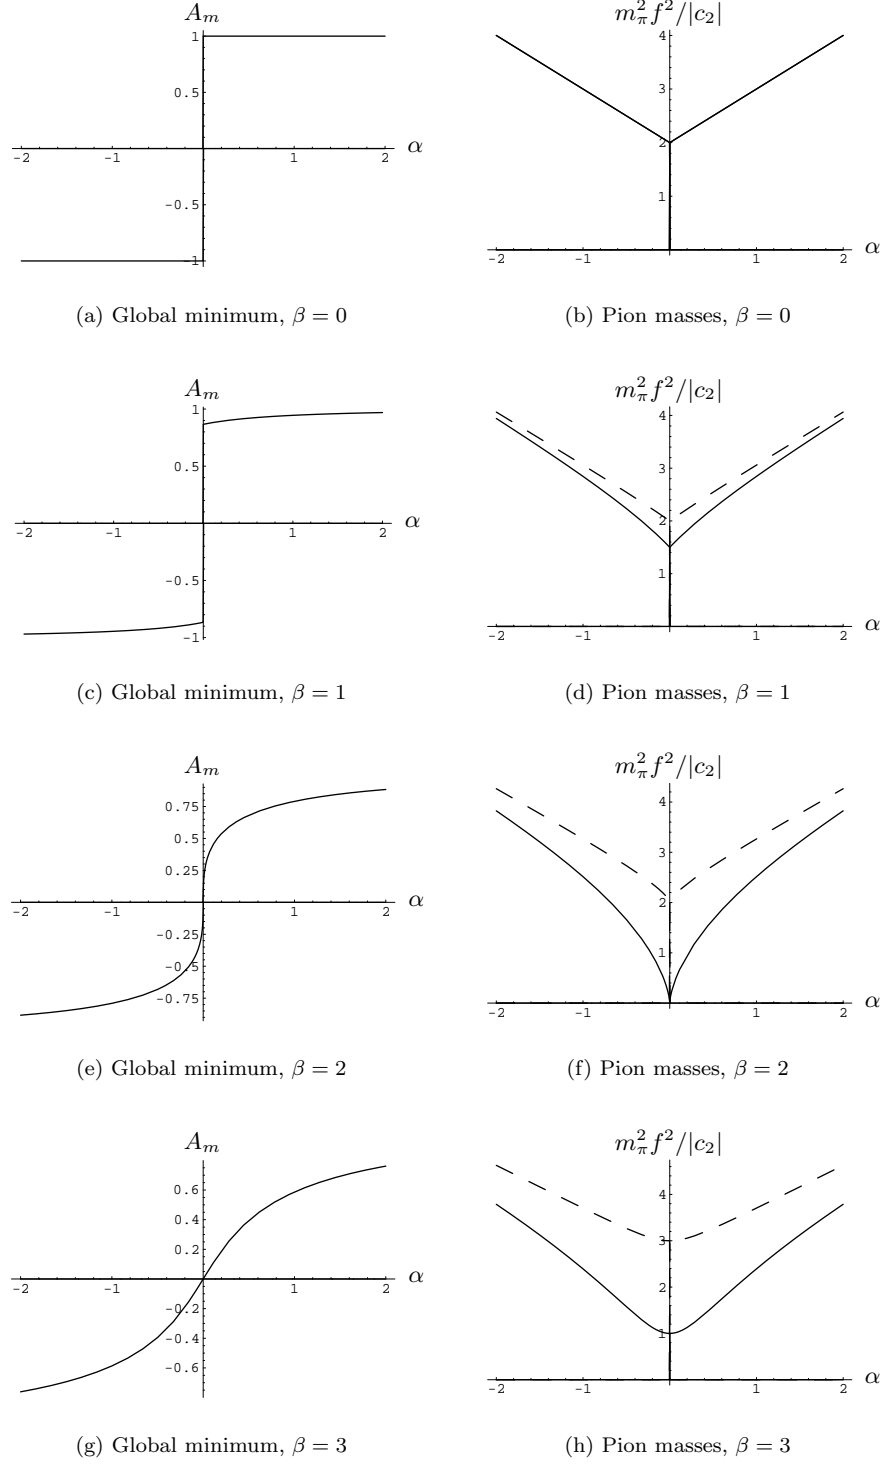 A_m
1
0.5
-2 -1 1 2 α
-0.5
-1
(a) Global minimum, β = 0
m_π^2 f^2/|c_2|
4
3
2
1
-2 -1 1 2 α
(b) Pion masses, β = 0
A_m
1
0.5
-2 -1 1 2 α
-0.5
-1
(c) Global minimum, β = 1
m_π^2 f^2/|c_2|
4
3
2
1
-2 -1 1 2 α
(d) Pion masses, β = 1
A_m
0.75
0.5
0.25
-2 -1 1 2 α
-0.25
-0.5
-0.75
(e) Global minimum, β = 2
m_π^2 f^2/|c_2|
4
3
2
1
-2 -1 1 2 α
(f) Pion masses, β = 2
A_m
0.6
0.4
0.2
-2 -1 1 2 α
-0.2
-0.4
-0.6
(g) Global minimum, β = 3
m_π^2 f^2/|c_2|
4
3
2
1
-2 -1 1 2 α
(h) Pion masses, β = 3